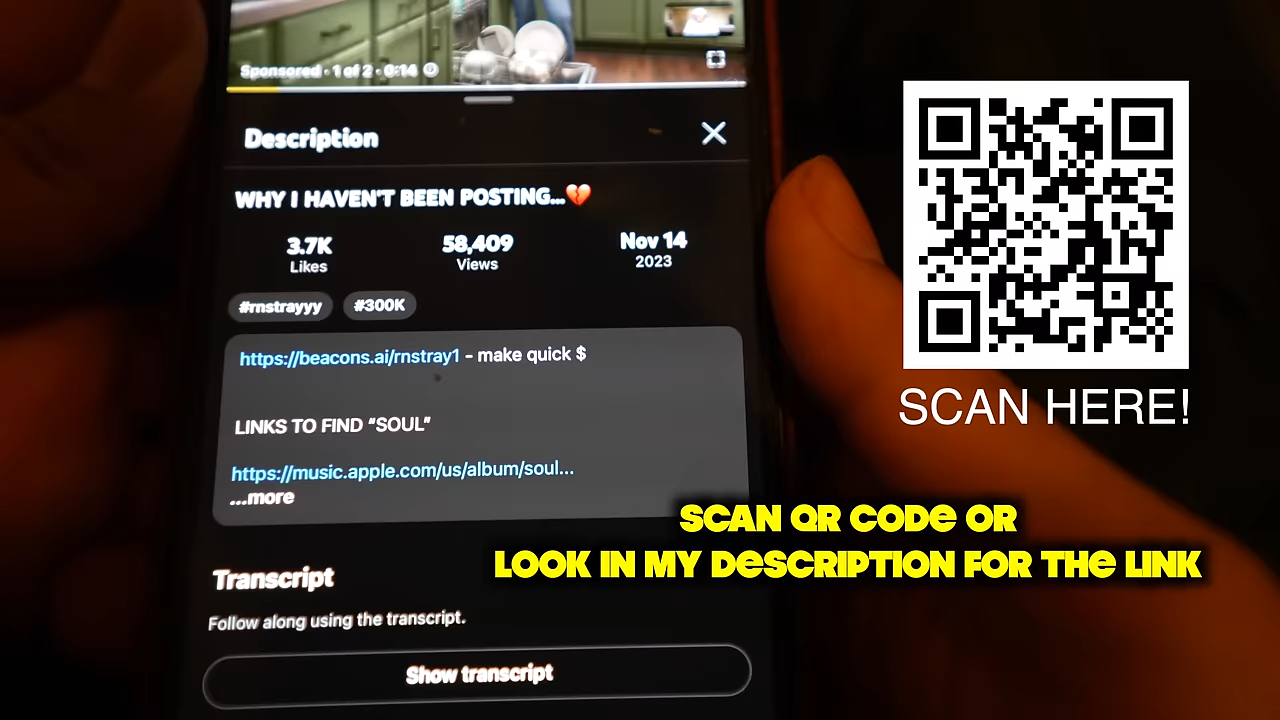 Sponsored · 1 of 2 · 0:14
Description
WHY I HAVEN'T BEEN POSTING...💔
3.7K
Likes
58,409
Views
Nov 14
2023
#rnstrayyy
#300K
https://beacons.ai/rnstray1 - make quick $
LINKS TO FIND “SOUL”
https://music.apple.com/us/album/soul...
...more
Transcript
Follow along using the transcript.
Show transcript
SCAN HERE!
SCAN QR CODE OR
LOOK IN MY DESCRIPTION FOR THE LINK